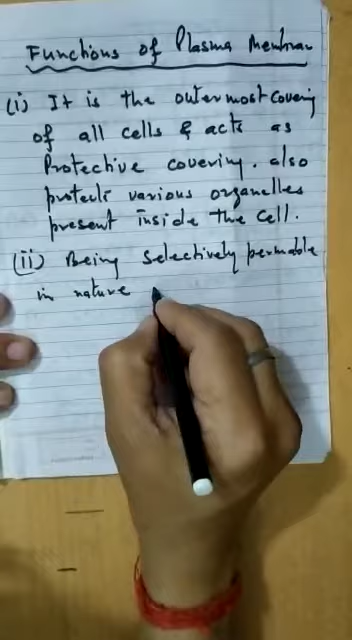 Functions of Plasma Membran
(i) It is the outermost covering
of all cells & acts as
Protective covering. also
protects various organelles
present inside the cell.
(ii) Being selectively permable
in nature